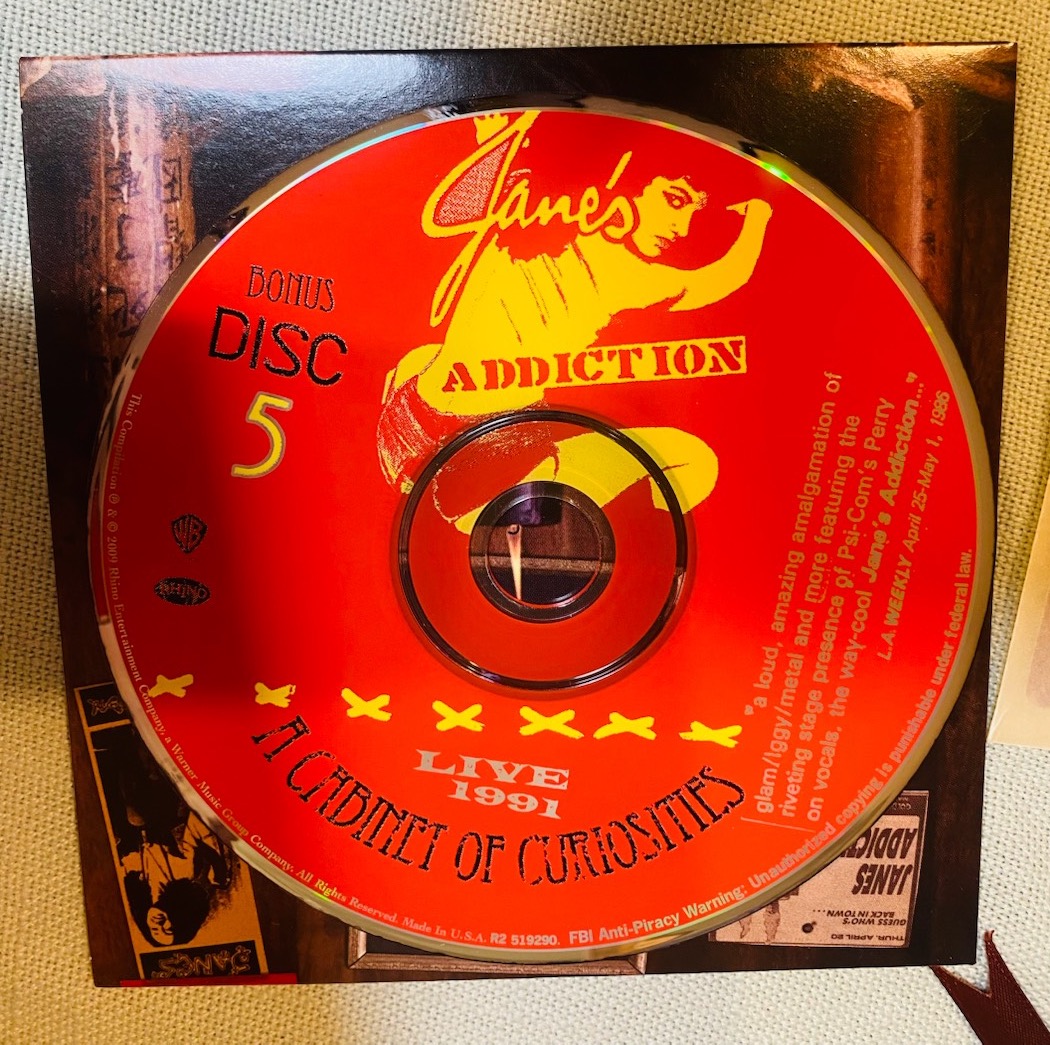 Jane's
ADDICTION
BONUS
DISC
5
WB
RHINO
"a loud, amazing amalgamation of
glam/Iggy/metal and more featuring the
riveting stage presence of Psi-Com's Perry
on vocals. the way-cool Jane's Addiction..."
L.A. WEEKLY April 25-May 1, 1986
LIVE
1991
A CABINET OF CURIOSITIES
This Compilation ℗ & © 2009 Rhino Entertainment Company, a Warner Music Group Company. All Rights Reserved. Made in U.S.A. R2 519290. FBI Anti-Piracy Warning: Unauthorized copying is punishable under federal law.
JANE'S
THUR. APRIL 20
GUESS WHO'S
BACK IN TOWN....
JANES